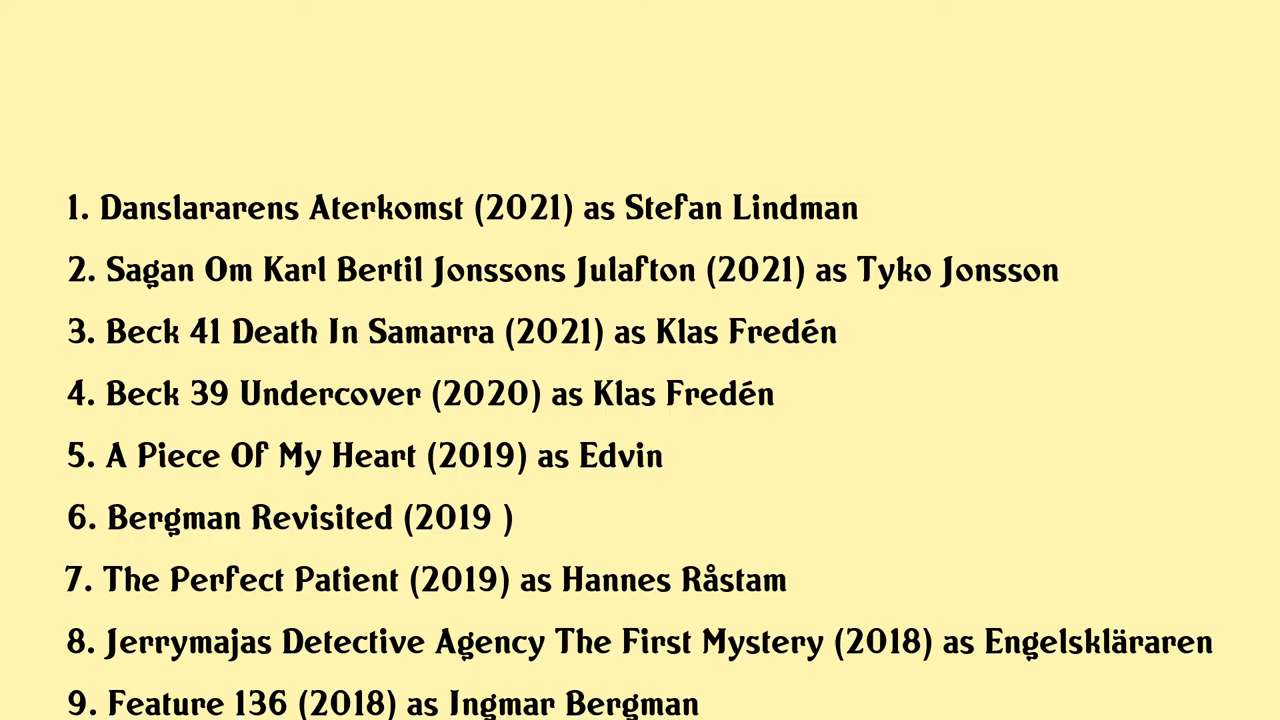 1. Danslararens Aterkomst (2021) as Stefan Lindman
2. Sagan Om Karl Bertil Jonssons Julafton (2021) as Tyko Jonsson
3. Beck 41 Death In Samarra (2021) as Klas Fredén
4. Beck 39 Undercover (2020) as Klas Fredén
5. A Piece Of My Heart (2019) as Edvin
6. Bergman Revisited (2019 )
7. The Perfect Patient (2019) as Hannes Råstam
8. Jerrymajas Detective Agency The First Mystery (2018) as Engelskläraren
9. Feature 136 (2018) as Ingmar Bergman